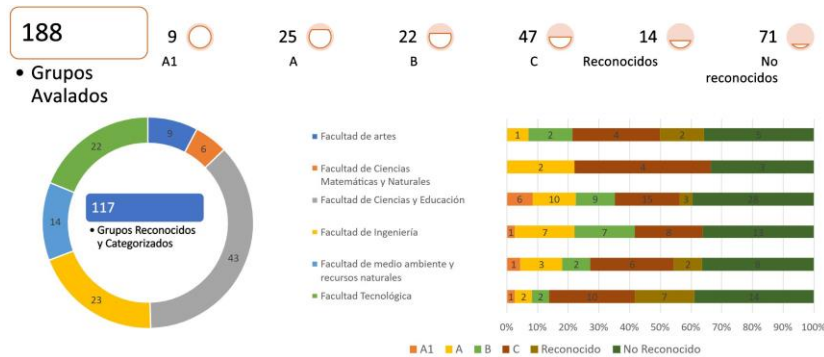 188
9
25
22
47
14
71
A1
A
B
C
Reconocidos
No reconocidos
• Grupos
Avalados
9
6
43
23
14
22
117
• Grupos Reconocidos
y Categorizados
Facultad de artes
Facultad de Ciencias
Matemáticas y Naturales
Facultad de Ciencias y Educación
Facultad de Ingeniería
Facultad de medio ambiente y
recursos naturales
Facultad Tecnológica
1 2 4 2 5
2 4 3
6 10 9 15 3 28
1 7 7 8 13
1 3 2 6 2 8
1 2 2 10 7 14
0% 10% 20% 30% 40% 50% 60% 70% 80% 90% 100%
A1 A B C Reconocido No Reconocido